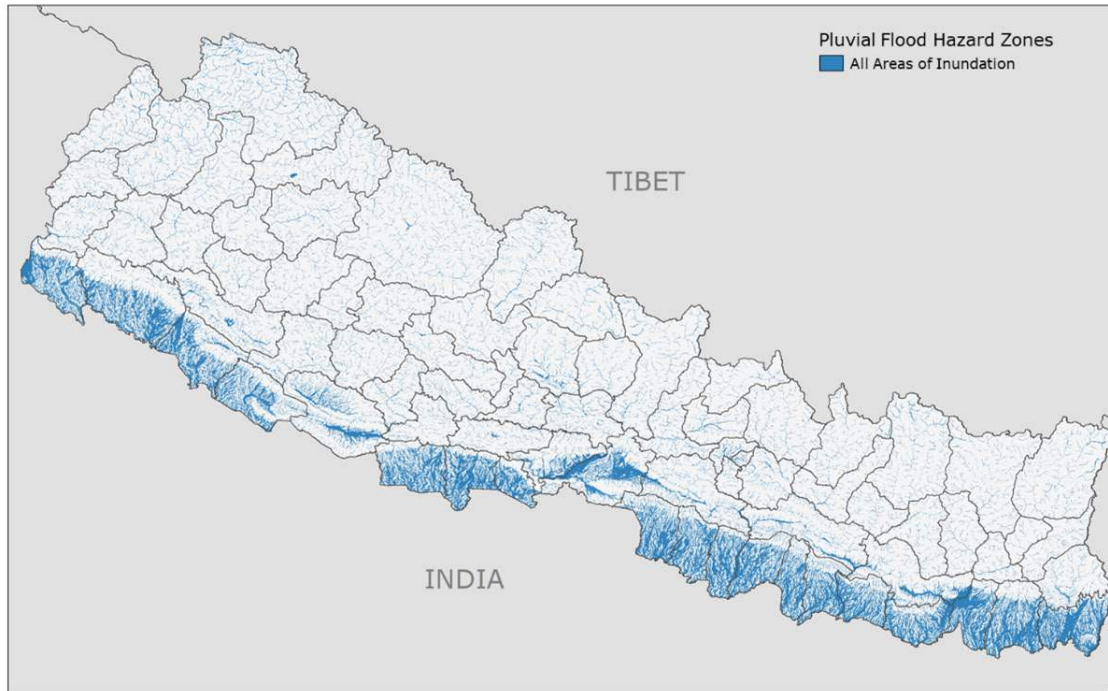 Pluvial Flood Hazard Zones
All Areas of Inundation
TIBET
INDIA